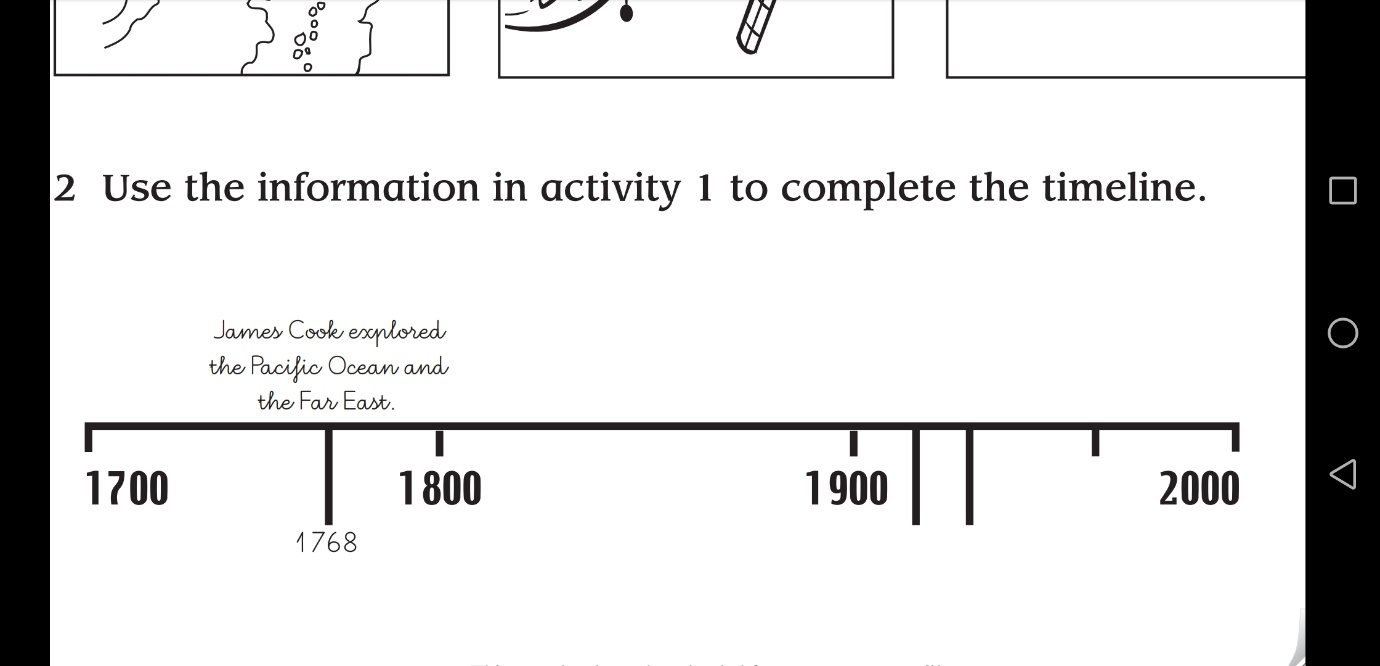 2 Use the information in activity 1 to complete the timeline.
James Cook explored
the Pacific Ocean and
the Far East.
1700 1800 1900 2000
1768